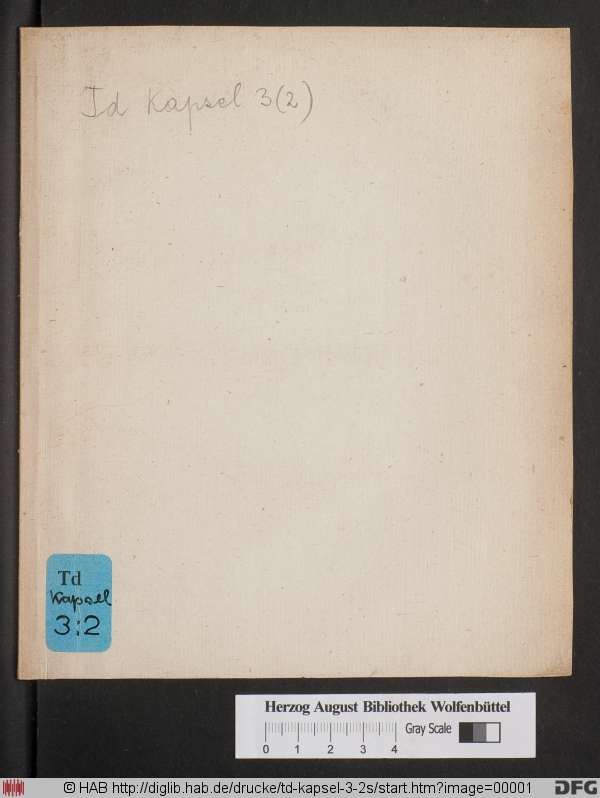 Td Kapsel 3(2)
Td
Kapsel
3:2
Herzog August Bibliothek Wolfenbüttel
Gray Scale
0 1 2 3 4
© HAB http://diglib.hab.de/drucke/td-kapsel-3-2s/start.htm?image=00001
DFG